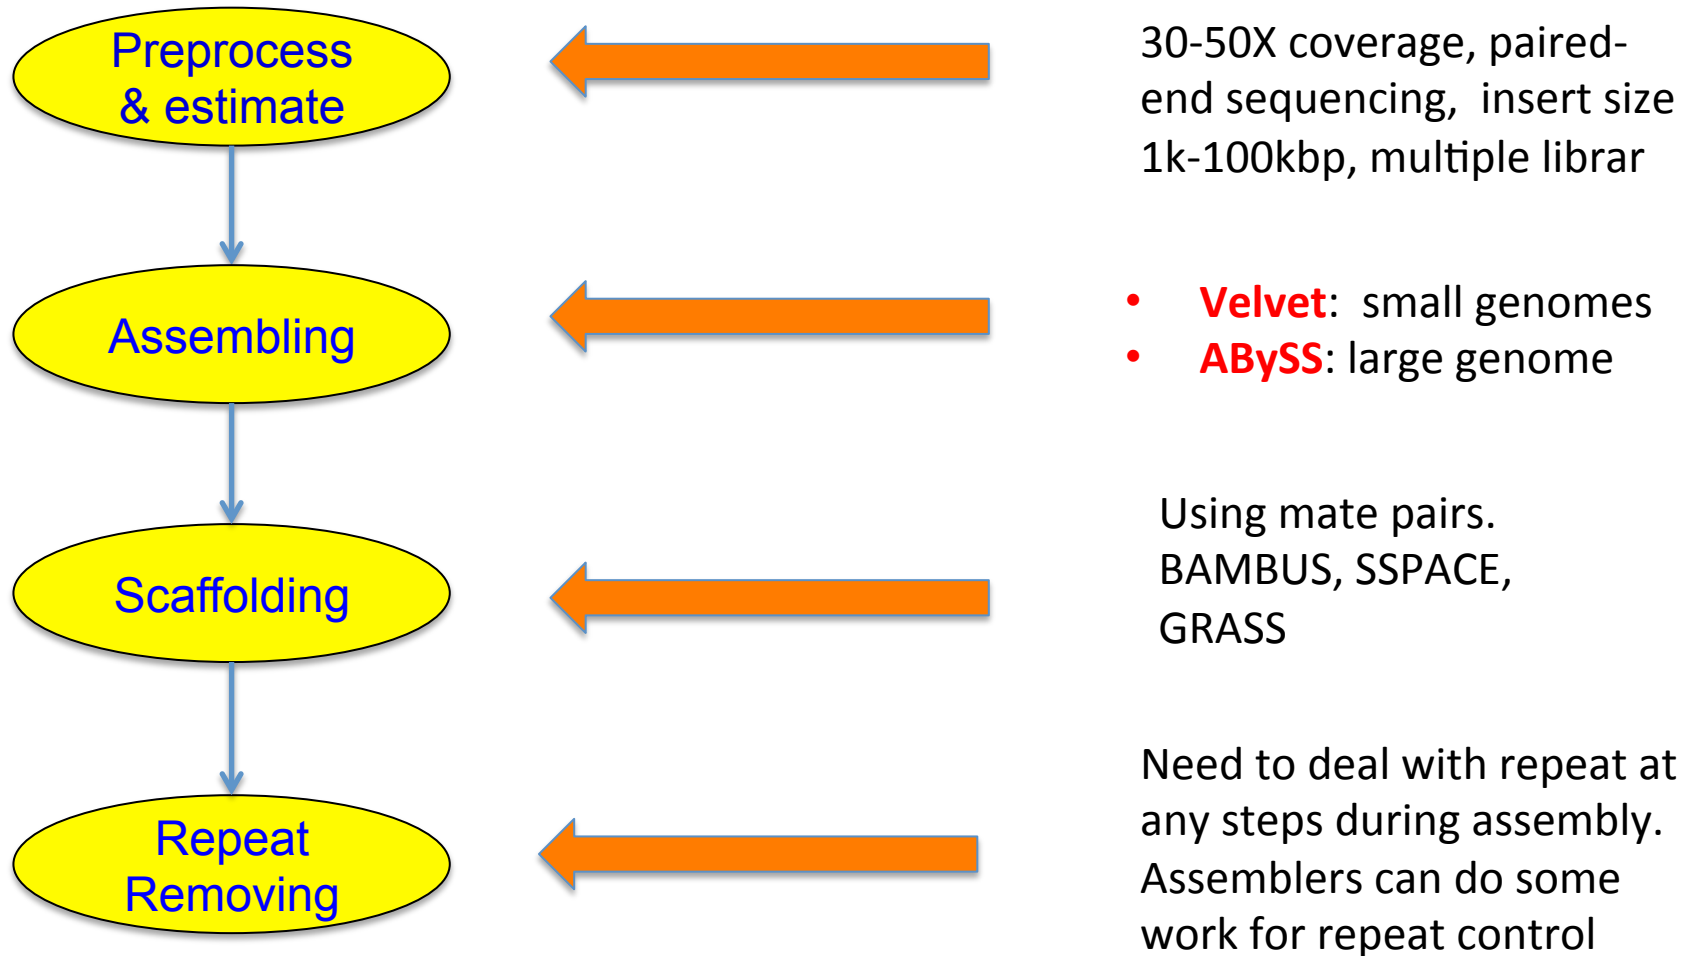 Preprocess
& estimate
30-50X coverage, paired-
end sequencing, insert size
1k-100kbp, multiple librar
Assembling
• Velvet: small genomes
• ABySS: large genome
Scaffolding
Using mate pairs.
BAMBUS, SSPACE,
GRASS
Repeat
Removing
Need to deal with repeat at
any steps during assembly.
Assemblers can do some
work for repeat control